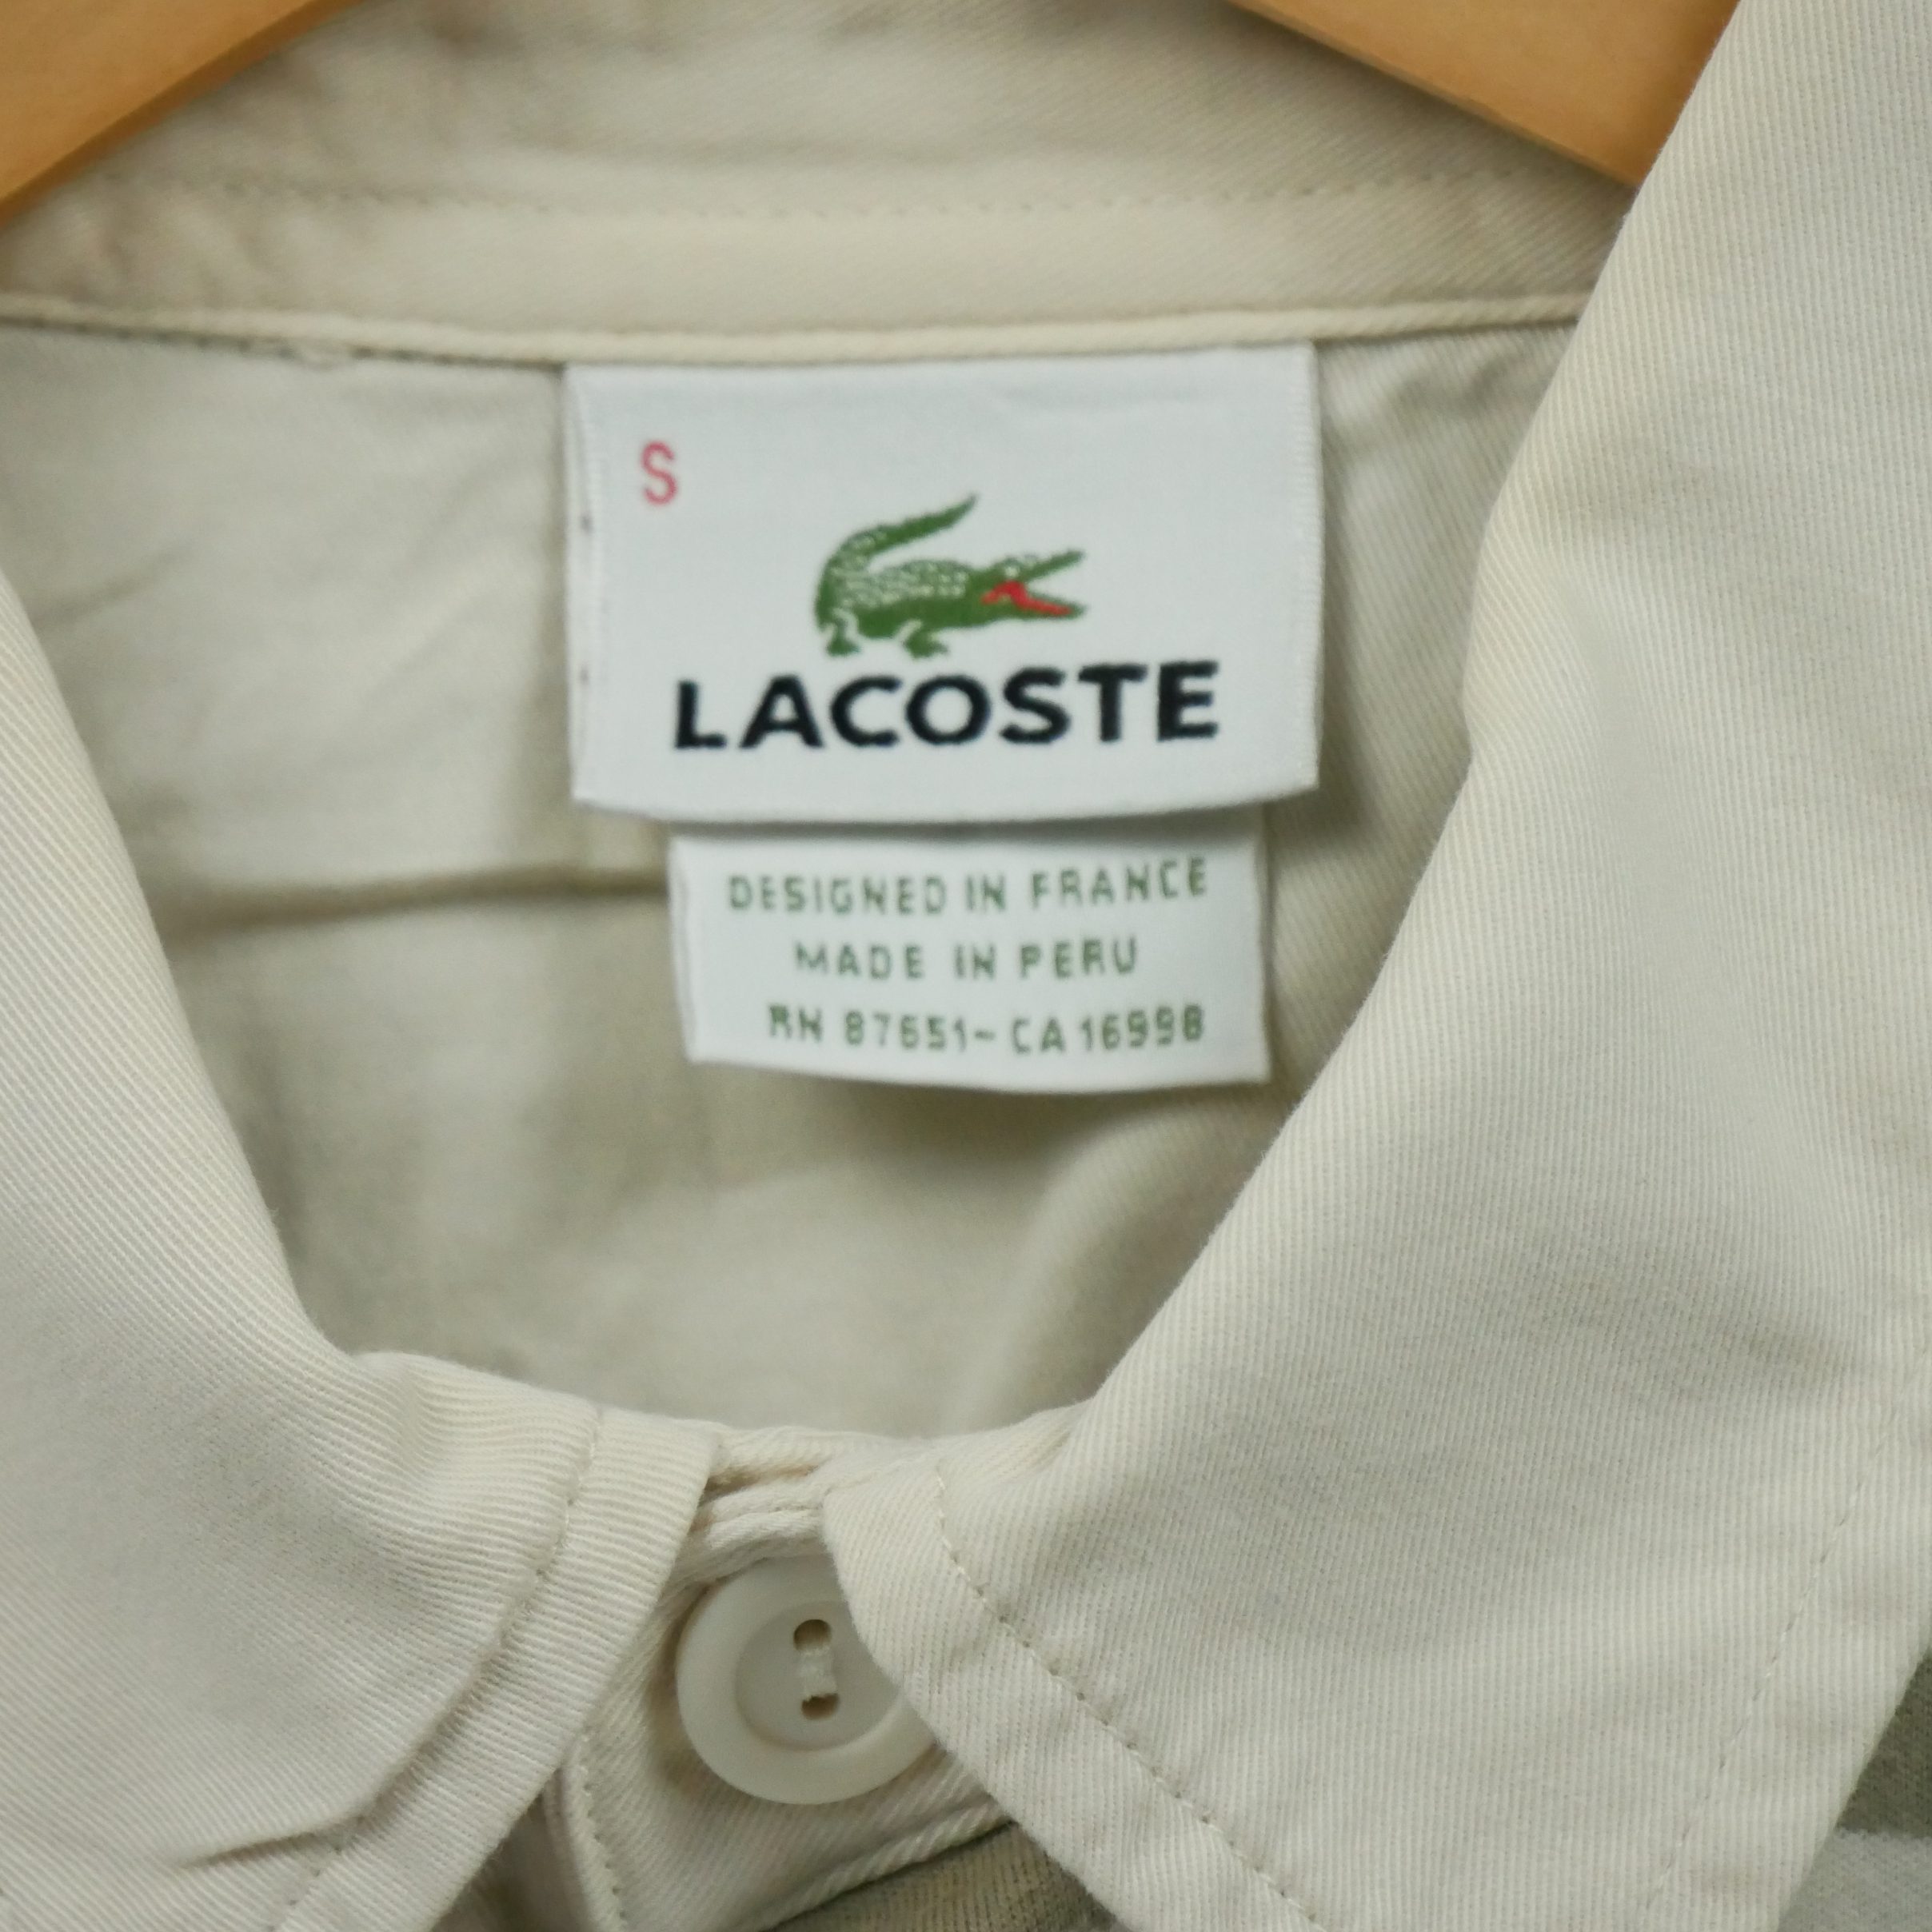 S
LACOSTE
DESIGNED IN FRANCE
MADE IN PERU
RN 87651-CA 16998